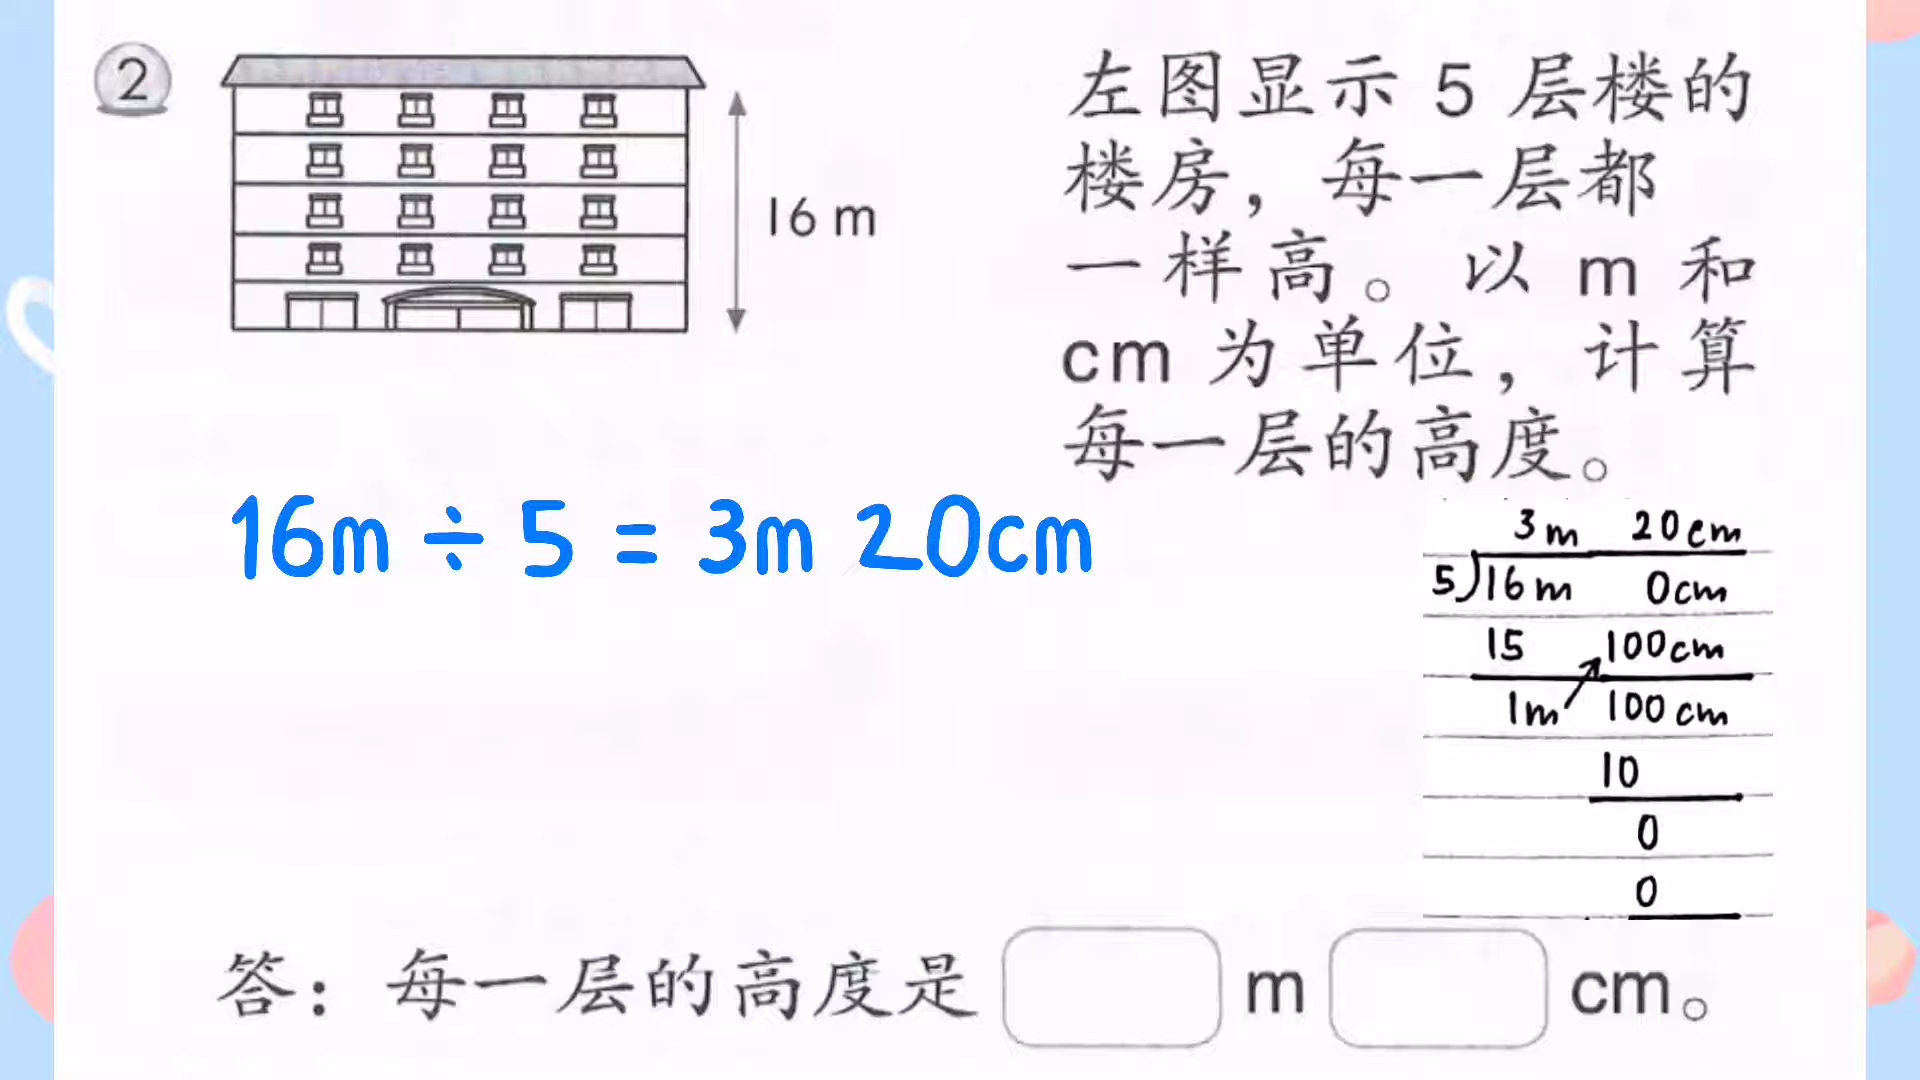 2
16 m
左图显示 5 层楼的
楼房，每一层都
一样高。以 m 和
cm 为单位，计算
每一层的高度。
16m ÷ 5 = 3m 20cm
3m 20cm
5)16m 0cm
15 100cm
1m 100cm
10
0
0
答：每一层的高度是 m cm。